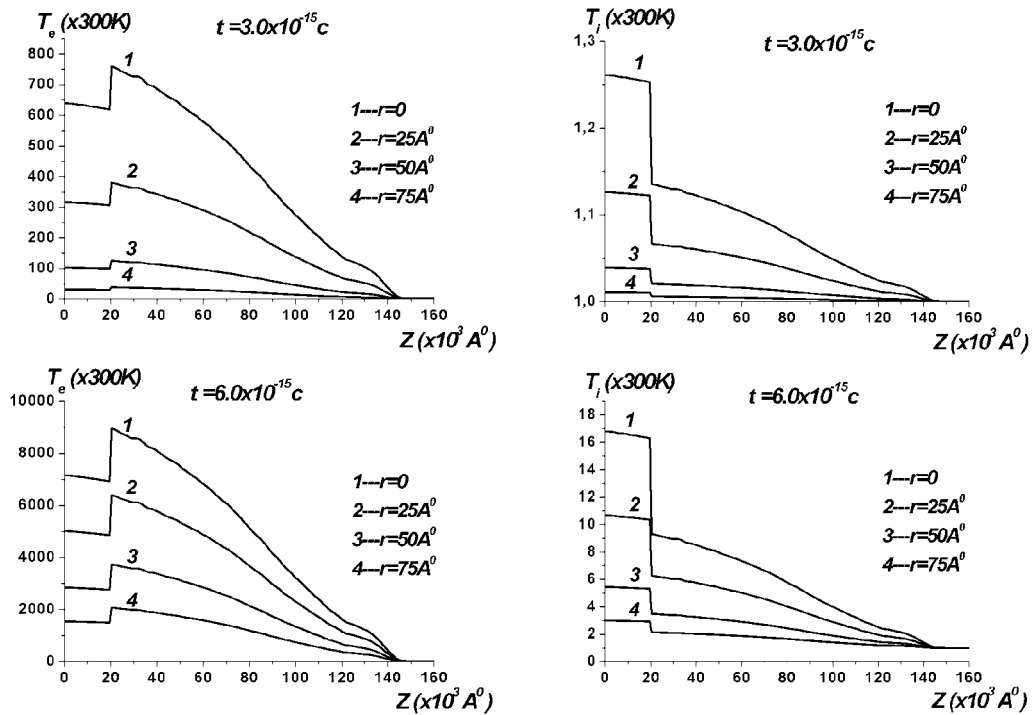 T_e (x300K)
t =3.0x10^-15 c
800
700
600
500
400
300
200
100
0
1
2
3
4
1---r=0
2---r=25A^0
3---r=50A^0
4---r=75A^0
0 20 40 60 80 100 120 140 160
Z (x10^3 A^0)
T_i (x300K)
t =3.0x10^-15 c
1,3
1,2
1,1
1,0
1
2
3
4
1---r=0
2---r=25A^0
3---r=50A^0
4---r=75A^0
0 20 40 60 80 100 120 140 160
Z (x10^3 A^0)
T_e (x300K)
t =6.0x10^-15 c
10000
8000
6000
4000
2000
0
1
2
3
4
1---r=0
2---r=25A^0
3---r=50A^0
4---r=75A^0
0 20 40 60 80 100 120 140 160
Z (x10^3 A^0)
T_i (x300K)
t =6.0x10^-15 c
18
16
14
12
10
8
6
4
2
0
1
2
3
4
1---r=0
2---r=25A^0
3---r=50A^0
4---r=75A^0
0 20 40 60 80 100 120 140 160
Z (x10^3 A^0)